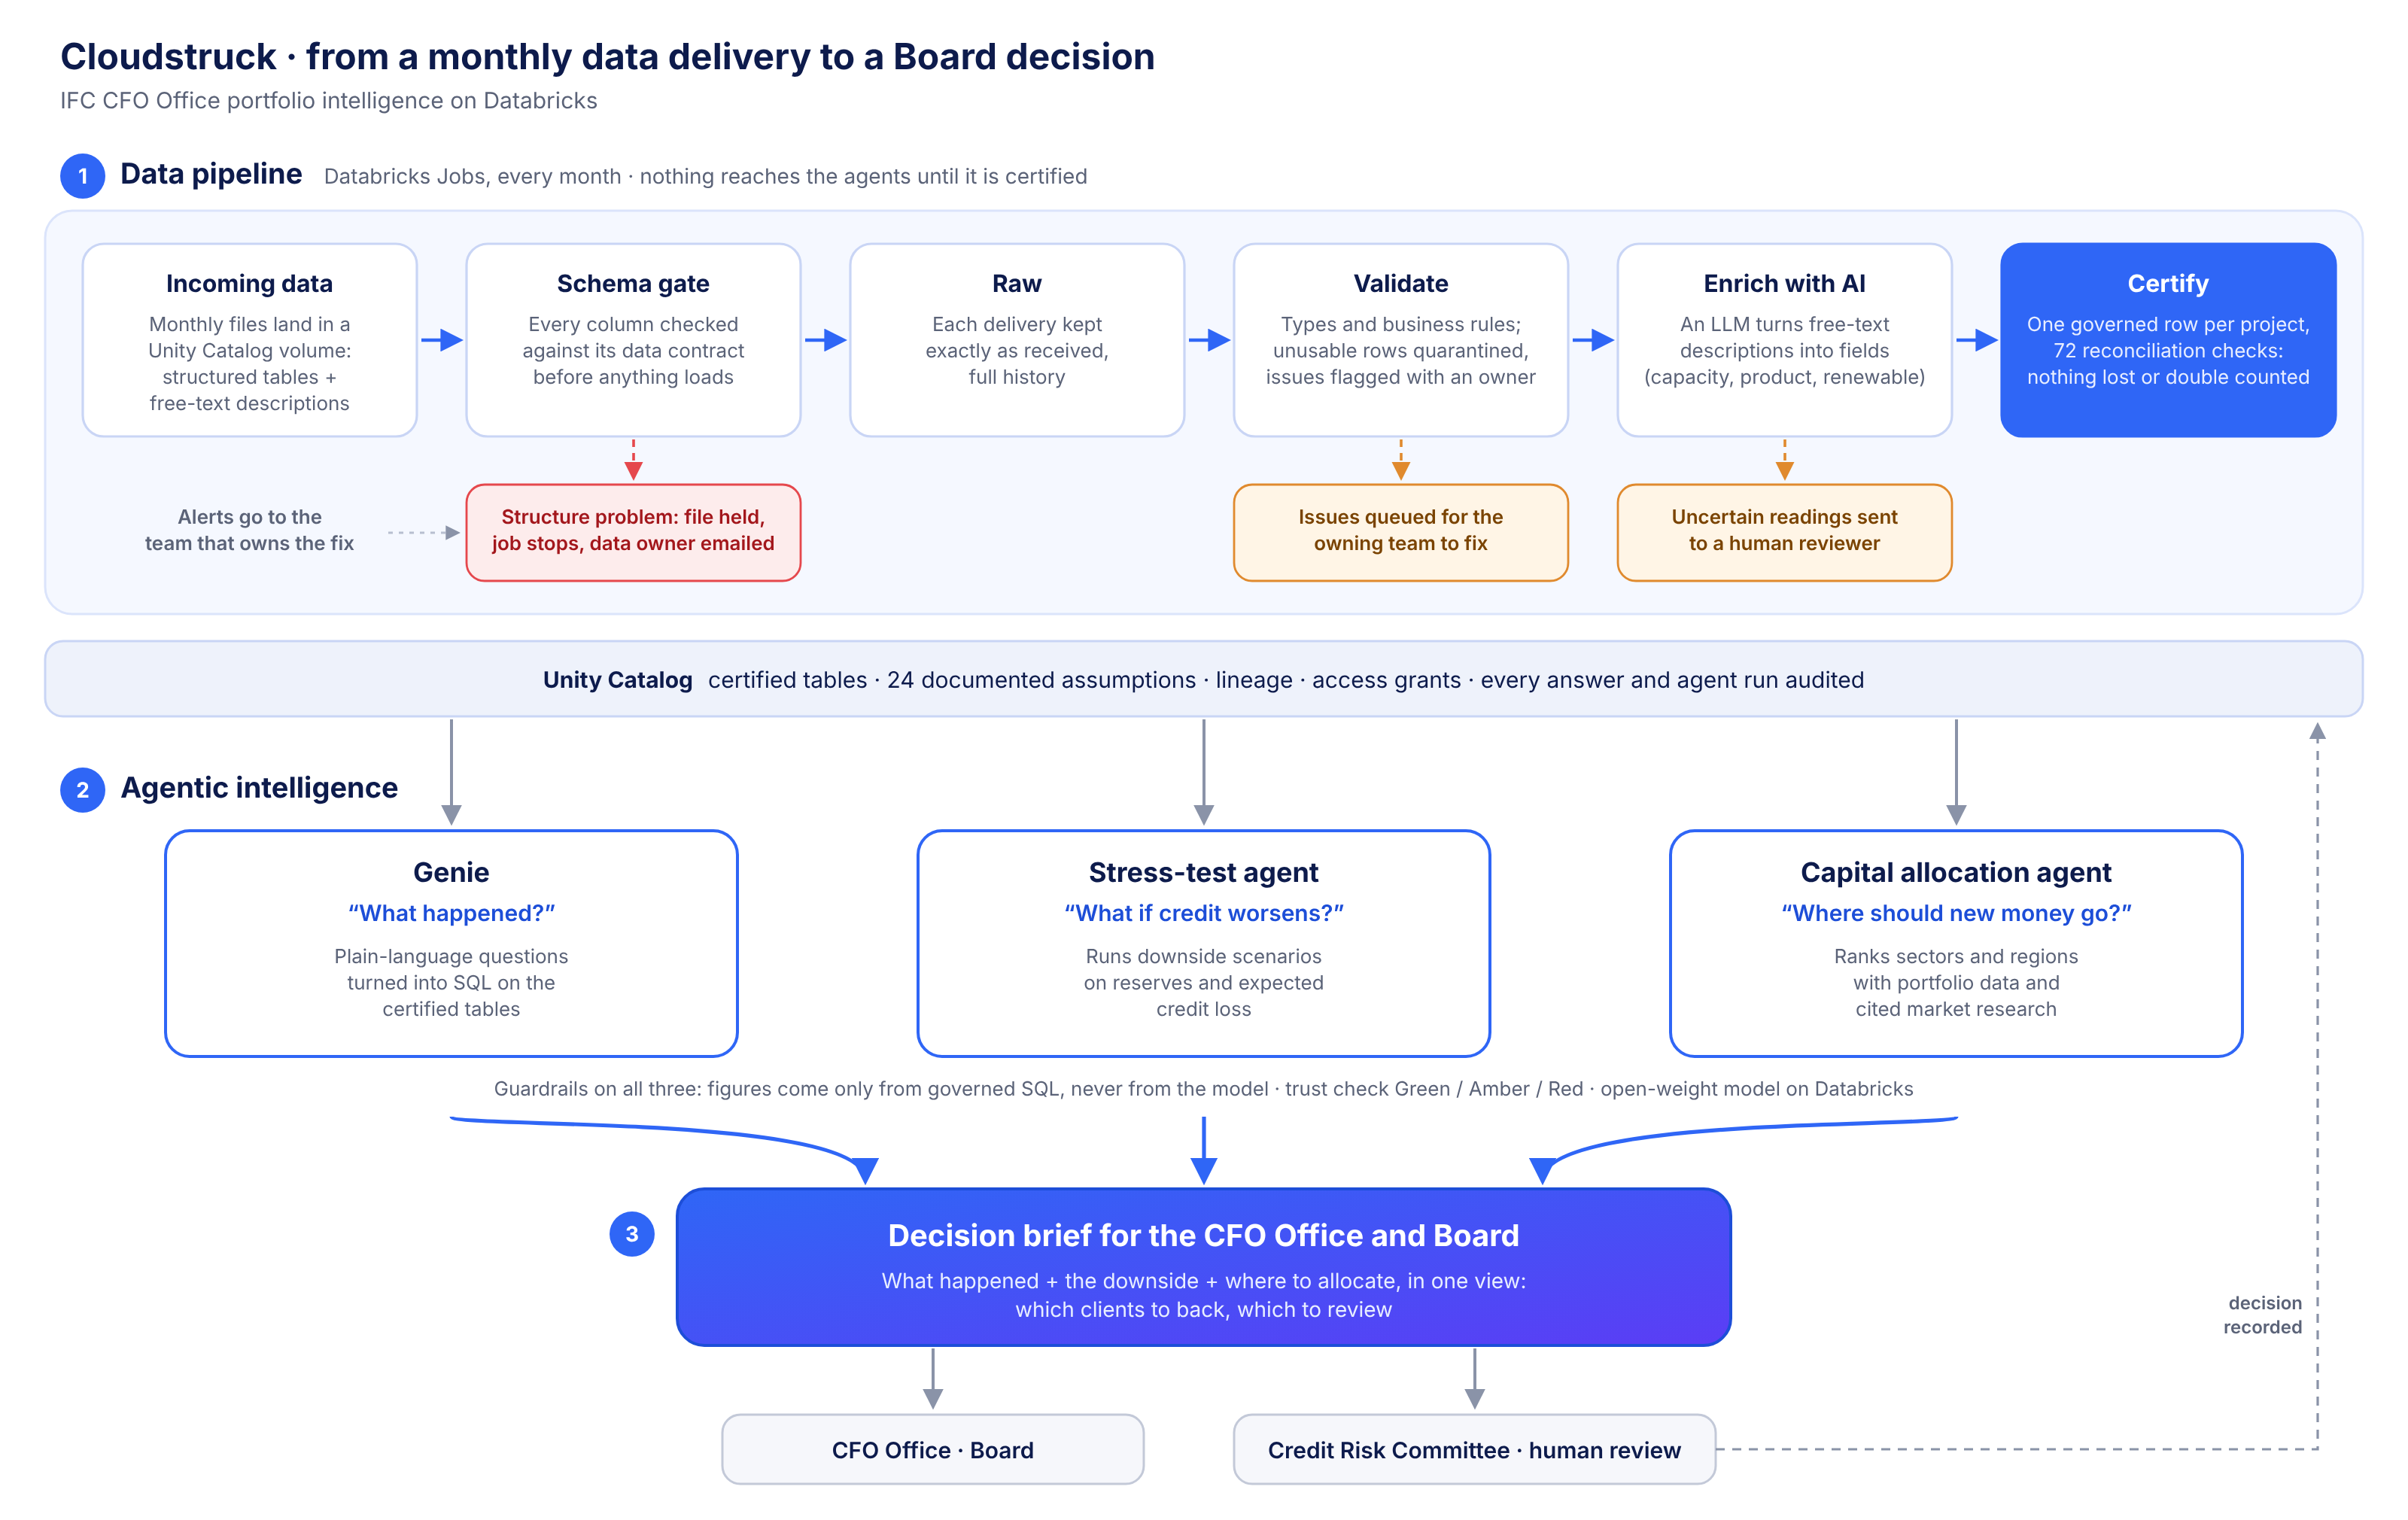 Cloudstruck · from a monthly data delivery to a Board decision
IFC CFO Office portfolio intelligence on Databricks
1 Data pipeline Databricks Jobs, every month · nothing reaches the agents until it is certified
Incoming data
Monthly files land in a
Unity Catalog volume:
structured tables +
free-text descriptions
Schema gate
Every column checked
against its data contract
before anything loads
Raw
Each delivery kept
exactly as received,
full history
Validate
Types and business rules;
unusable rows quarantined,
issues flagged with an owner
Enrich with AI
An LLM turns free-text
descriptions into fields
(capacity, product, renewable)
Certify
One governed row per project,
72 reconciliation checks:
nothing lost or double counted
Alerts go to the
team that owns the fix
Structure problem: file held,
job stops, data owner emailed
Issues queued for the
owning team to fix
Uncertain readings sent
to a human reviewer
Unity Catalog certified tables · 24 documented assumptions · lineage · access grants · every answer and agent run audited
2 Agentic intelligence
Genie
“What happened?”
Plain-language questions
turned into SQL on the
certified tables
Stress-test agent
“What if credit worsens?”
Runs downside scenarios
on reserves and expected
credit loss
Capital allocation agent
“Where should new money go?”
Ranks sectors and regions
with portfolio data and
cited market research
Guardrails on all three: figures come only from governed SQL, never from the model · trust check Green / Amber / Red · open-weight model on Databricks
3
Decision brief for the CFO Office and Board
What happened + the downside + where to allocate, in one view:
which clients to back, which to review
decision
recorded
CFO Office · Board
Credit Risk Committee · human review